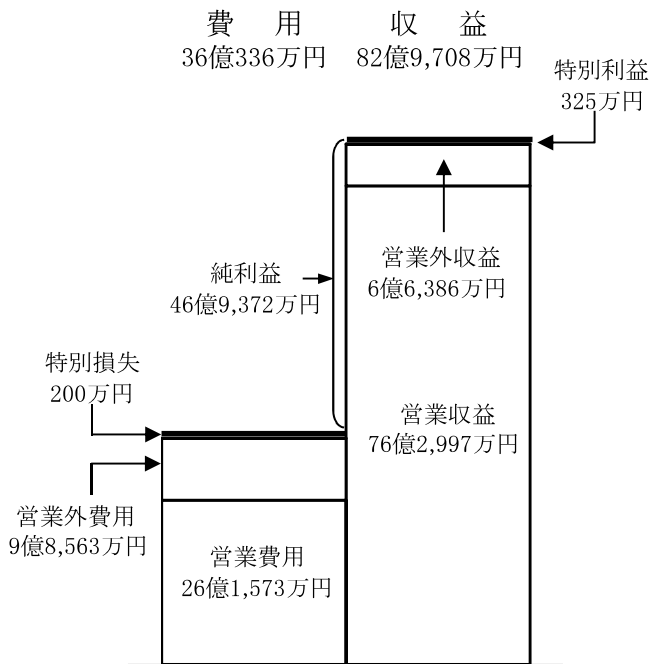 費用 収益
36億336万円 82億9,708万円
特別利益
325万円
営業外収益
6億6,386万円
純利益
46億9,372万円
特別損失
200万円
営業収益
76億2,997万円
営業外費用
9億8,563万円
営業費用
26億1,573万円